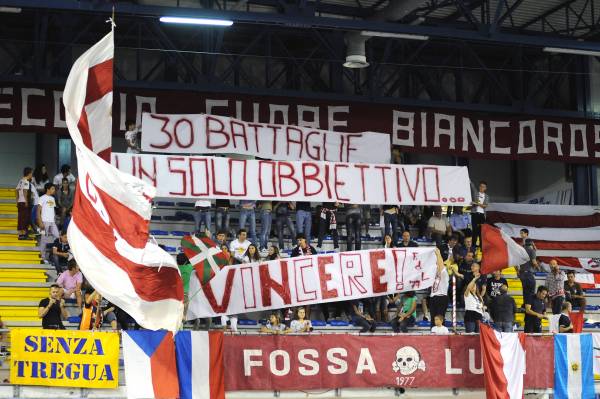 30 BATTAGLIE
BIANCOROS
UN SOLO OBBIETTIVO...
VINCERE!
SENZA
TREGUA
FOSSA
1977